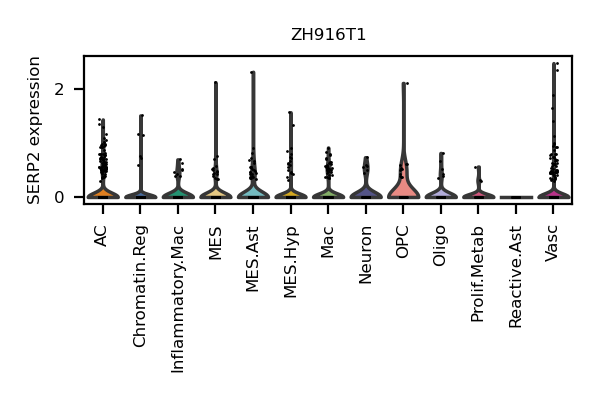 ZH916T1
SERP2 expression
2
0
AC
Chromatin.Reg
Inflammatory.Mac
MES
MES.Ast
MES.Hyp
Mac
Neuron
OPC
Oligo
Prolif.Metab
Reactive.Ast
Vasc